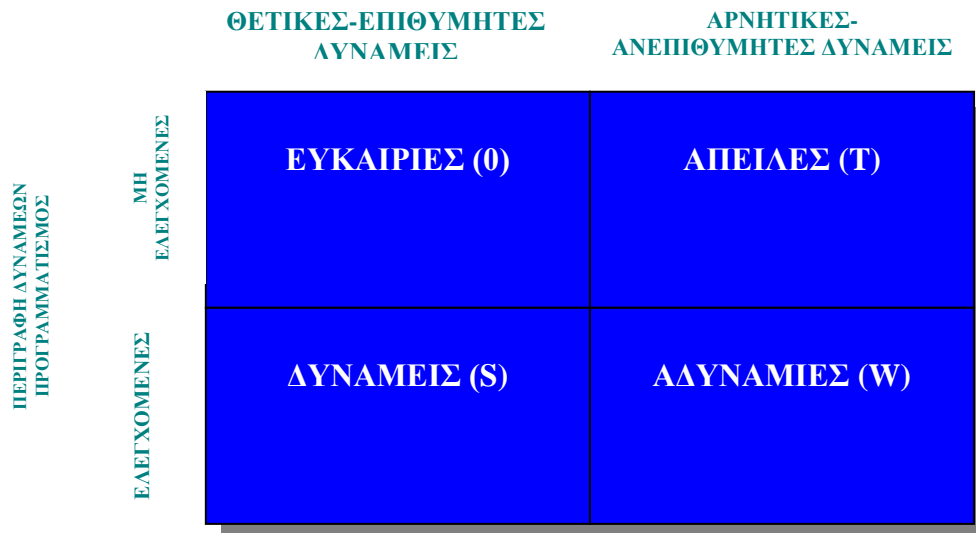 ΘΕΤΙΚΕΣ-ΕΠΙΘΥΜΗΤΕΣ
ΔΥΝΑΜΕΙΣ
ΑΡΝΗΤΙΚΕΣ-
ΑΝΕΠΙΘΥΜΗΤΕΣ ΔΥΝΑΜΕΙΣ
ΠΕΡΙΓΡΑΦΗ ΔΥΝΑΜΕΩΝ
ΠΡΟΓΡΑΜΜΑΤΙΣΜΟΣ
ΜΗ
ΕΛΕΓΧΟΜΕΝΕΣ
ΕΥΚΑΙΡΙΕΣ (0)
ΑΠΕΙΛΕΣ (Τ)
ΕΛΕΓΧΟΜΕΝΕΣ
ΔΥΝΑΜΕΙΣ (S)
ΑΔΥΝΑΜΙΕΣ (W)